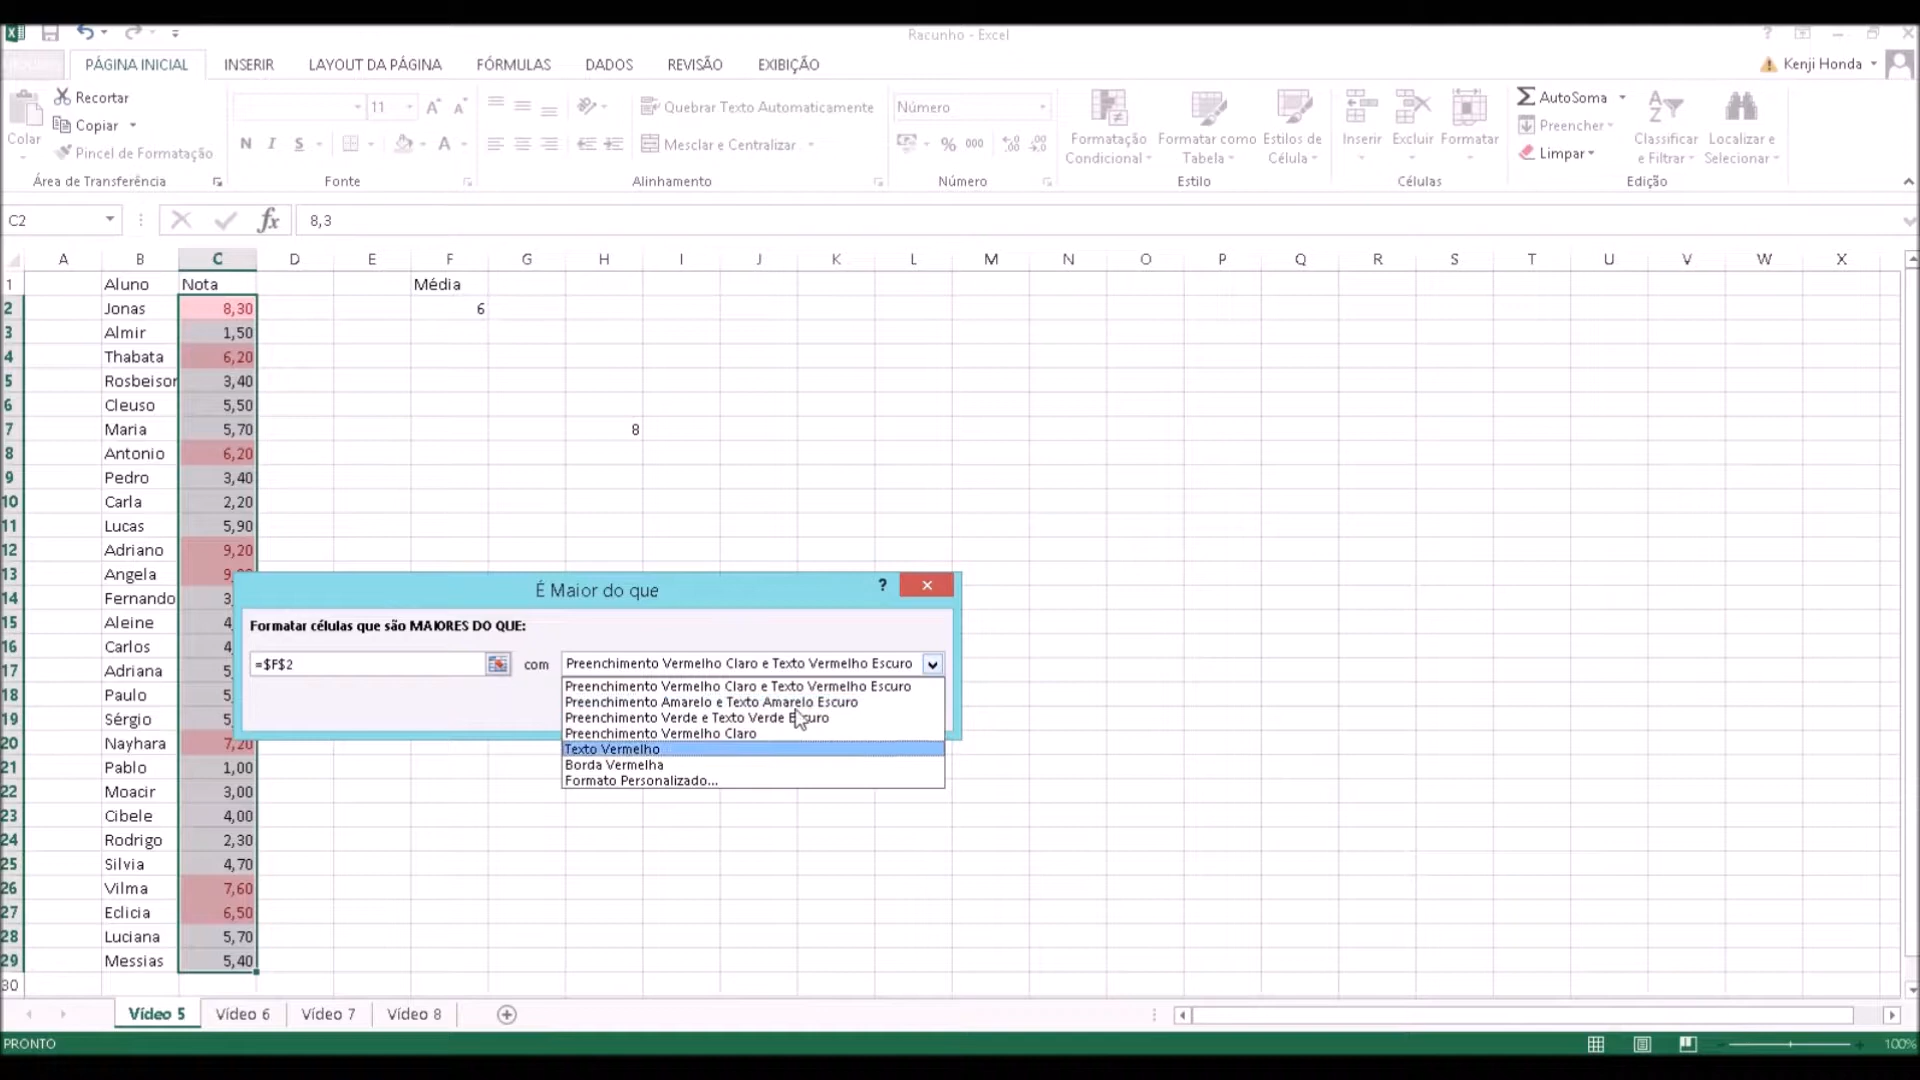 Racunho - Excel
PÁGINA INICIAL INSERIR LAYOUT DA PÁGINA FÓRMULAS DADOS REVISÃO EXIBIÇÃO Kenji Honda
Colar
Recortar
Copiar
Pincel de Formatação
Área de Transferência
11
N I S A
Fonte
Quebrar Texto Automaticamente
Mesclar e Centralizar
Alinhamento
Número
% 000
Número
Formatação Condicional
Formatar como Tabela
Estilos de Célula
Estilo
Inserir Excluir Formatar
Células
AutoSoma
Preencher
Limpar
Classificar e Filtrar
Localizar e Selecionar
Edição
C2 fx 8,3
A B C D E F G H I J K L M N O P Q R S T U V W X
1 Aluno Nota Média
2 Jonas 8,30 6
3 Almir 1,50
4 Thabata 6,20
5 Rosbeisor 3,40
6 Cleuso 5,50
7 Maria 5,70 8
8 Antonio 6,20
9 Pedro 3,40
10 Carla 2,20
11 Lucas 5,90
12 Adriano 9,20
13 Angela 9,
14 Fernando 3,
15 Aleine 4,
16 Carlos 4,
17 Adriana 5,
18 Paulo 5,
19 Sérgio 5,
20 Nayhara 7,20
21 Pablo 1,00
22 Moacir 3,00
23 Cibele 4,00
24 Rodrigo 2,30
25 Silvia 4,70
26 Vilma 7,60
27 Eclicia 6,50
28 Luciana 5,70
29 Messias 5,40
30
É Maior do que ?
Formatar células que são MAIORES DO QUE:
=$F$2 com Preenchimento Vermelho Claro e Texto Vermelho Escuro
Preenchimento Vermelho Claro e Texto Vermelho Escuro
Preenchimento Amarelo e Texto Amarelo Escuro
Preenchimento Verde e Texto Verde Escuro
Preenchimento Vermelho Claro
Texto Vermelho
Borda Vermelha
Formato Personalizado...
Vídeo 5 Vídeo 6 Vídeo 7 Vídeo 8
PRONTO 100%